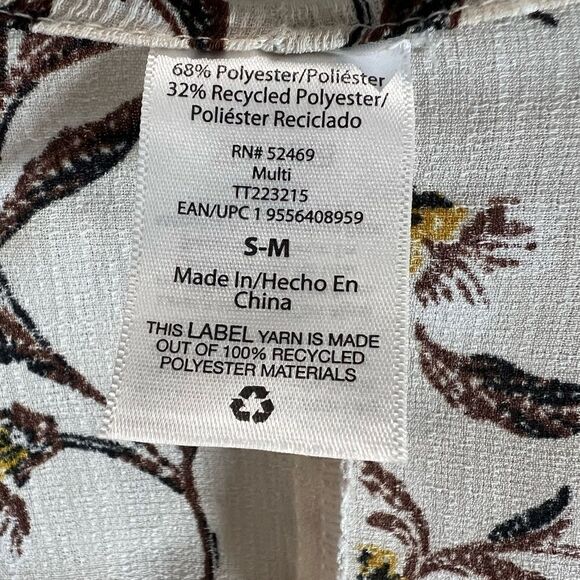 68% Polyester/Poliéster
32% Recycled Polyester/
Poliéster Reciclado
RN# 52469
Multi
TT223215
EAN/UPC 1 9556408959
S-M
Made In/Hecho En
China
THIS LABEL YARN IS MADE
OUT OF 100% RECYCLED
POLYESTER MATERIALS